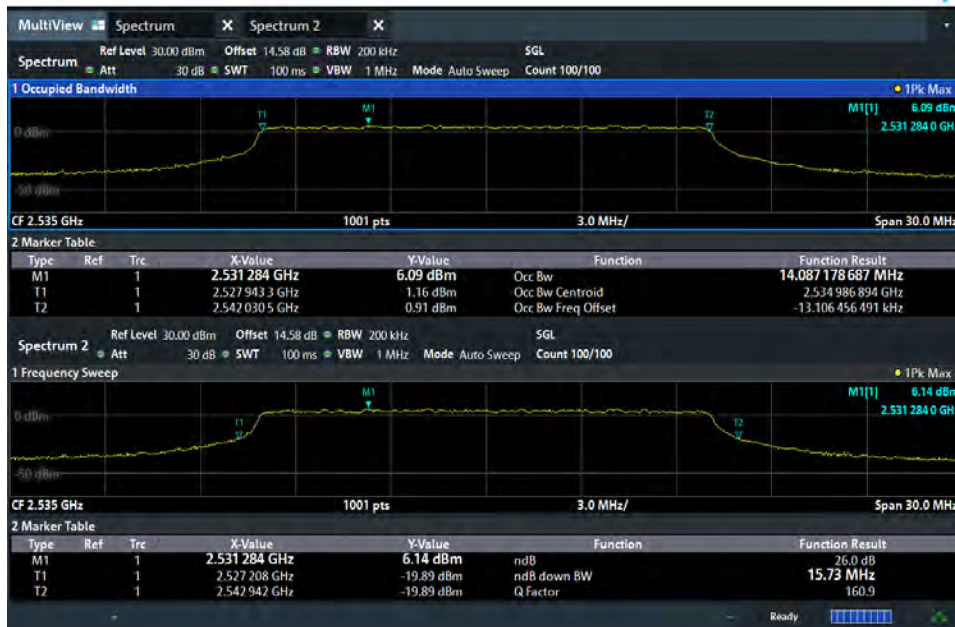 MultiView Spectrum X Spectrum 2 X
Spectrum Ref Level 30.00 dBm Offset 14.58 dB RBW 200 kHz SGL
Att 30 dB SWT 100 ms VBW 1 MHz Mode Auto Sweep Count 100/100
1 Occupied Bandwidth 1Pk Max
M1[1] 6.09 dBm
2.531 284 0 GH
T1 M1 T2
0 dBm
-50 dBm
CF 2.535 GHz 1001 pts 3.0 MHz/ Span 30.0 MHz
2 Marker Table
Type Ref Trc X-Value Y-Value Function Function Result
M1 1 2.531 284 GHz 6.09 dBm Occ Bw 14.087 178 687 MHz
T1 1 2.527 943 3 GHz 1.16 dBm Occ Bw Centroid 2.534 986 894 GHz
T2 1 2.542 030 5 GHz 0.91 dBm Occ Bw Freq Offset -13.106 456 491 kHz
Spectrum 2 Ref Level 30.00 dBm Offset 14.58 dB RBW 200 kHz SGL
Att 30 dB SWT 100 ms VBW 1 MHz Mode Auto Sweep Count 100/100
1 Frequency Sweep 1Pk Max
M1[1] 6.14 dBm
2.531 284 0 GH
M1
0 dBm
T1 T2
-50 dBm
CF 2.535 GHz 1001 pts 3.0 MHz/ Span 30.0 MHz
2 Marker Table
Type Ref Trc X-Value Y-Value Function Function Result
M1 1 2.531 284 GHz 6.14 dBm ndB 26.0 dB
T1 1 2.527 208 GHz -19.89 dBm ndB down BW 15.73 MHz
T2 1 2.542 942 GHz -19.89 dBm Q Factor 160.9
Ready